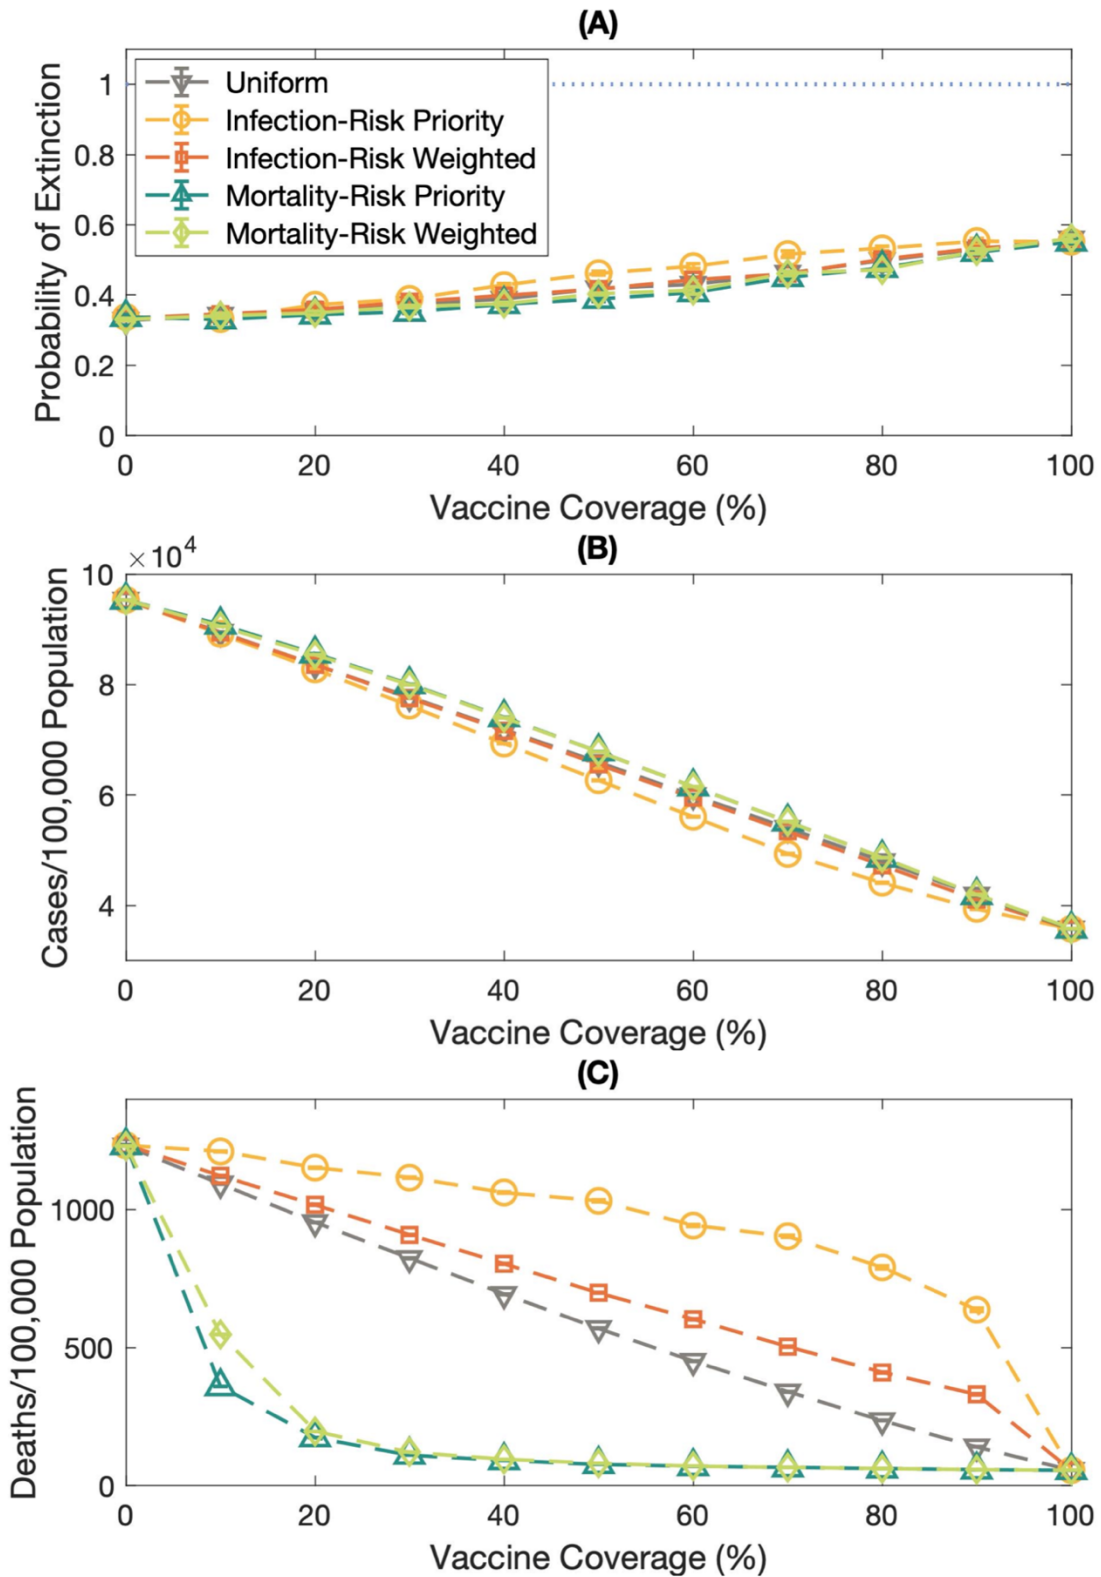 (A)
Probability of Extinction
1
0.8
0.6
0.4
0.2
0
Uniform
Infection-Risk Priority
Infection-Risk Weighted
Mortality-Risk Priority
Mortality-Risk Weighted
0 20 40 60 80 100
Vaccine Coverage (%)
(B)
×10⁴
Cases/100,000 Population
10
8
6
4
0 20 40 60 80 100
Vaccine Coverage (%)
(C)
Deaths/100,000 Population
1000
500
0
0 20 40 60 80 100
Vaccine Coverage (%)